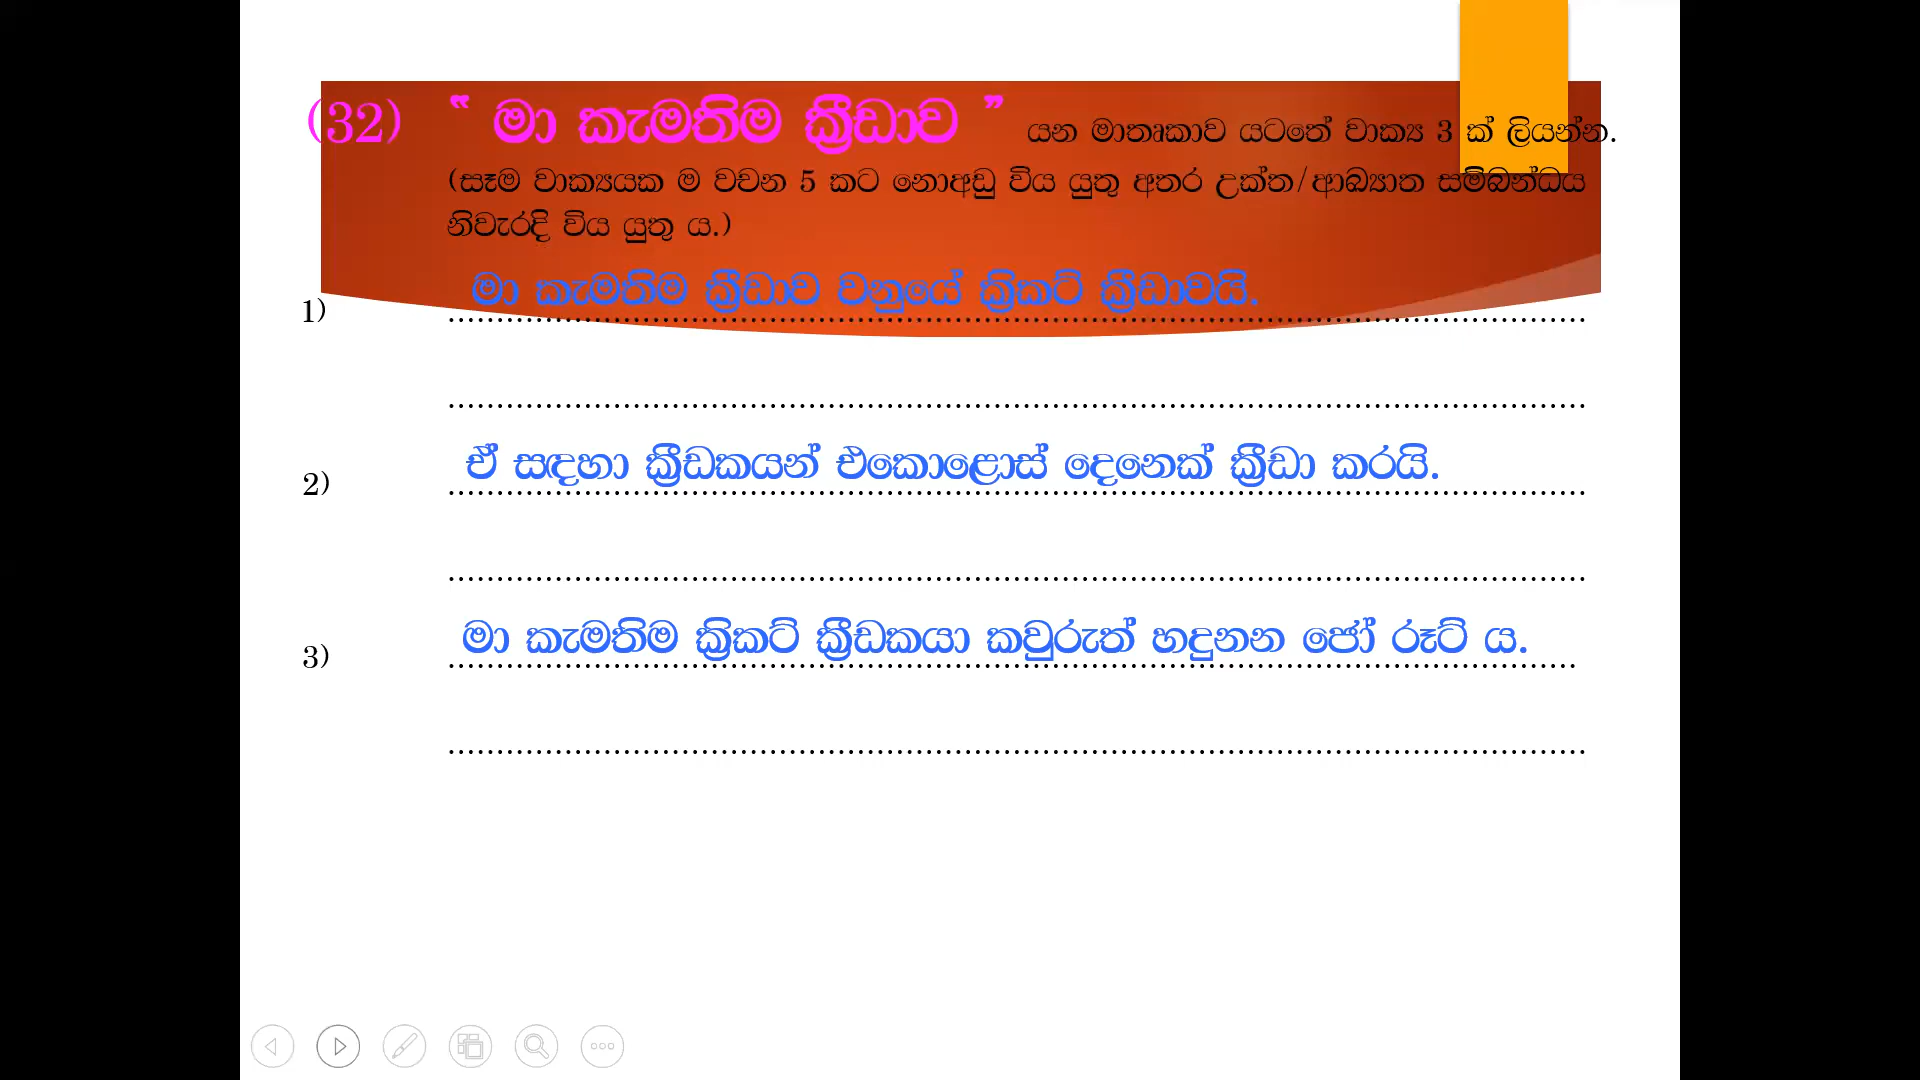 (32) “ මා කැමතිම ක්‍රීඩාව ” යන මාතෘකාව යටතේ වාක්‍ය 3 ක් ලියන්න.
(සෑම වාක්‍යයක ම වචන 5 කට නොඅඩු විය යුතු අතර උක්ත/ආඛ්‍යාත සම්බන්ධය
නිවැරදි විය යුතු ය.)
1) මා කැමතිම ක්‍රීඩාව වනුයේ ක්‍රිකට් ක්‍රීඩාවයි.
2) ඒ සඳහා ක්‍රීඩකයන් එකොළොස් දෙනෙක් ක්‍රීඩා කරයි.
3) මා කැමතිම ක්‍රිකට් ක්‍රීඩකයා කවුරුත් හදුනන ජෝ රූට් ය.